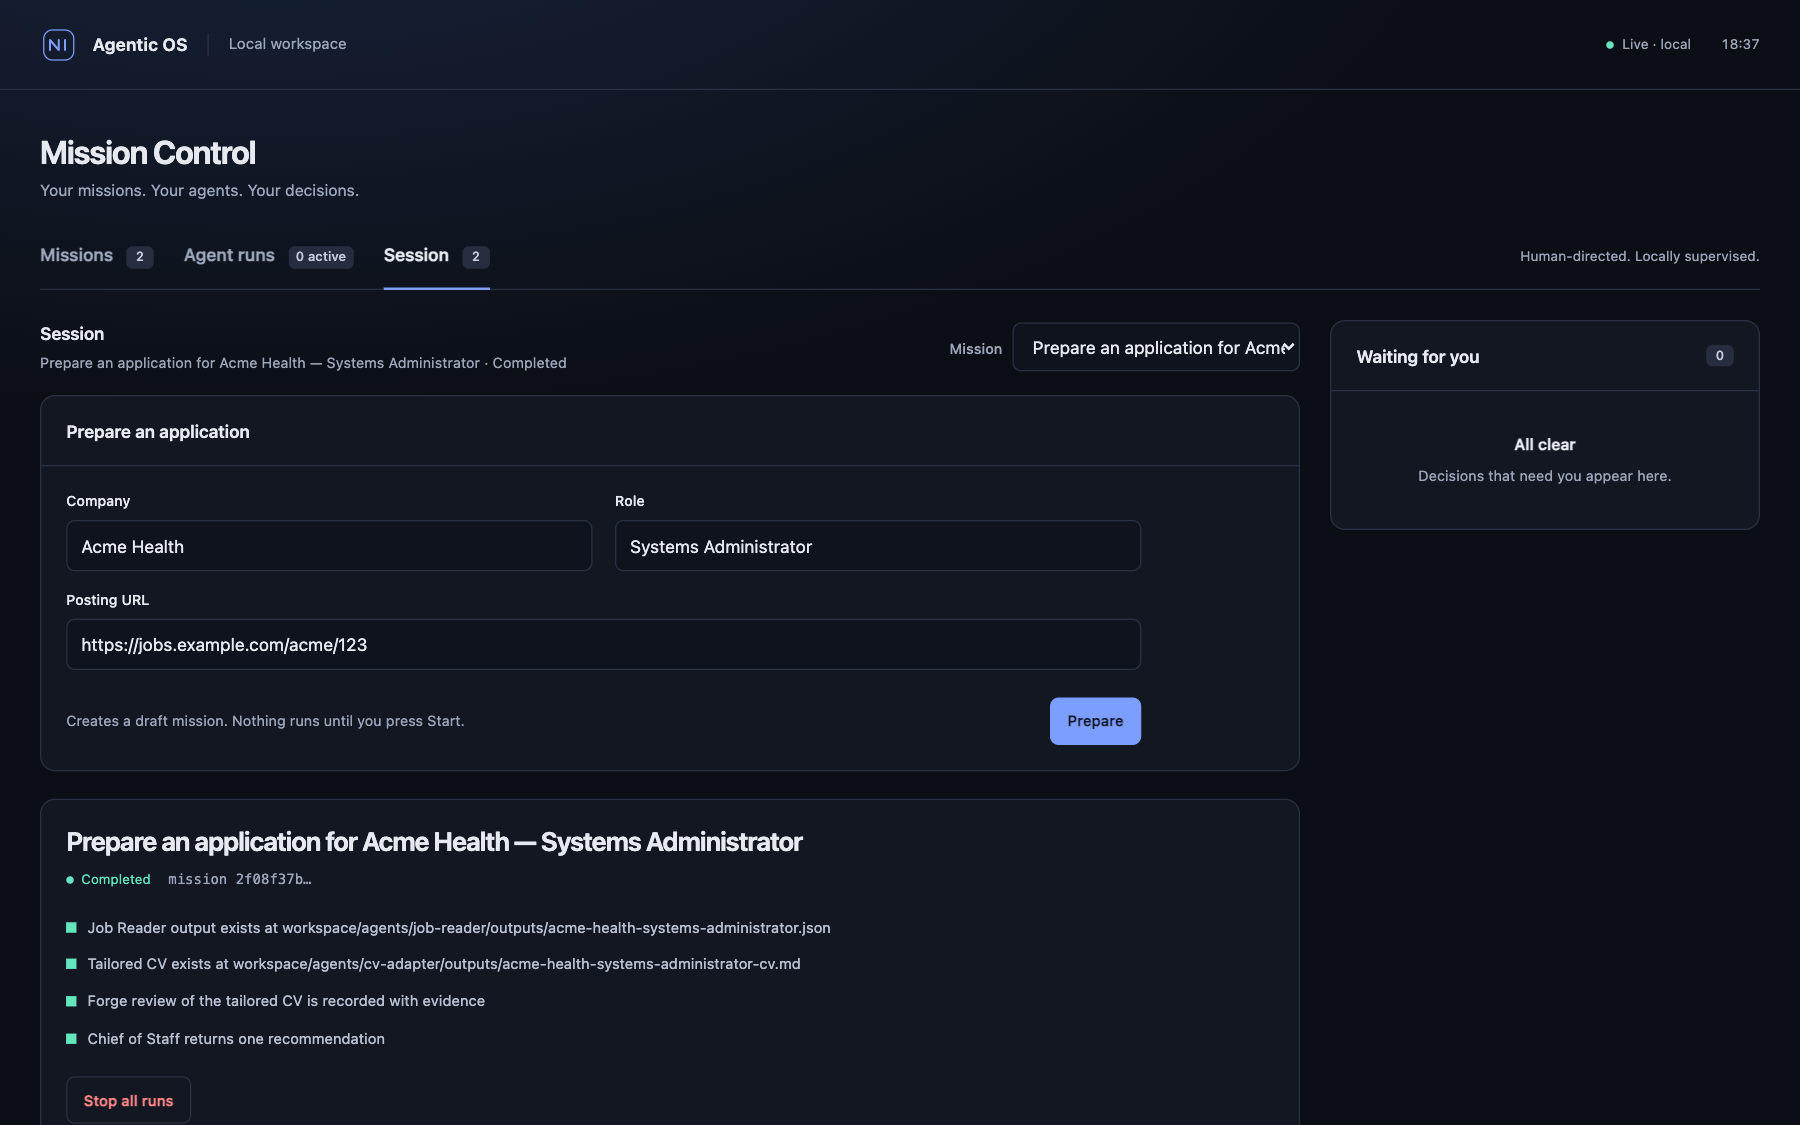 NI Agentic OS Local workspace
Live · local 18:37
Mission Control
Your missions. Your agents. Your decisions.
Missions 2 Agent runs 0 active Session 2
Human-directed. Locally supervised.
Session
Prepare an application for Acme Health — Systems Administrator · Completed
Mission Prepare an application for Acme
Prepare an application
Company
Acme Health
Role
Systems Administrator
Posting URL
https://jobs.example.com/acme/123
Creates a draft mission. Nothing runs until you press Start.
Prepare
Waiting for you 0
All clear
Decisions that need you appear here.
Prepare an application for Acme Health — Systems Administrator
Completed mission 2f08f37b…
Job Reader output exists at workspace/agents/job-reader/outputs/acme-health-systems-administrator.json
Tailored CV exists at workspace/agents/cv-adapter/outputs/acme-health-systems-administrator-cv.md
Forge review of the tailored CV is recorded with evidence
Chief of Staff returns one recommendation
Stop all runs